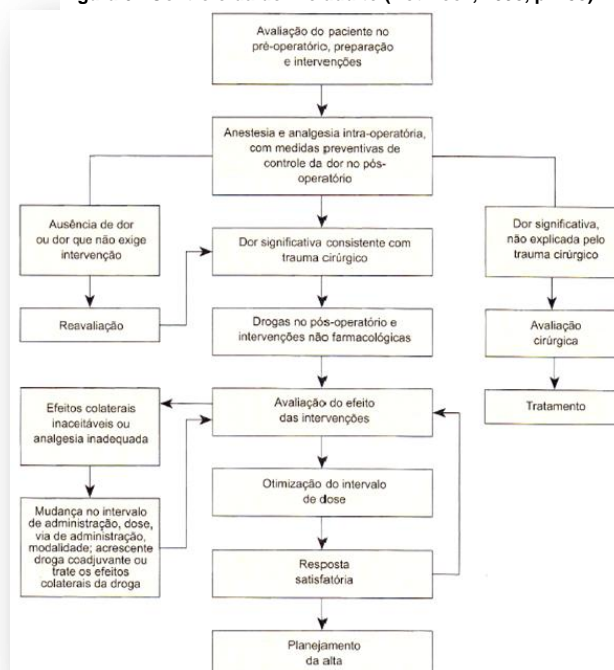 Avaliação do paciente no
pré-operatório, preparação
e intervenções
Anestesia e analgesia intra-operatória,
com medidas preventivas de
controle da dor no pós-
operatório
Ausência de dor
ou dor que não exige
intervenção
Dor significativa consistente com
trauma cirúrgico
Dor significativa,
não explicada pelo
trauma cirúrgico
Reavaliação
Drogas no pós-operatório e
intervenções não farmacológicas
Avaliação
cirúrgica
Efeitos colaterais
inaceitáveis ou
analgesia inadequada
Avaliação do efeito
das intervenções
Tratamento
Otimização do intervalo
de dose
Mudança no intervalo
de administração, dose,
via de administração,
modalidade; acrescente
droga coadjuvante ou
trate os efeitos
colaterais da droga
Resposta
satisfatória
Planejamento
da alta